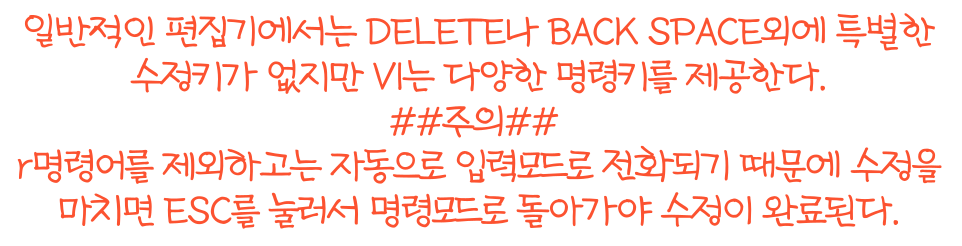 일반적인 편집기에서는 DELETE나 BACK SPACE외에 특별한
수정키가 없지만 VI는 다양한 명령키를 제공한다.
##주의##
r명령어를 제외하고는 자동으로 입력모드로 전화되기 때문에 수정을
마치면 ESC를 눌러서 명령모드로 돌아가야 수정이 완료된다.